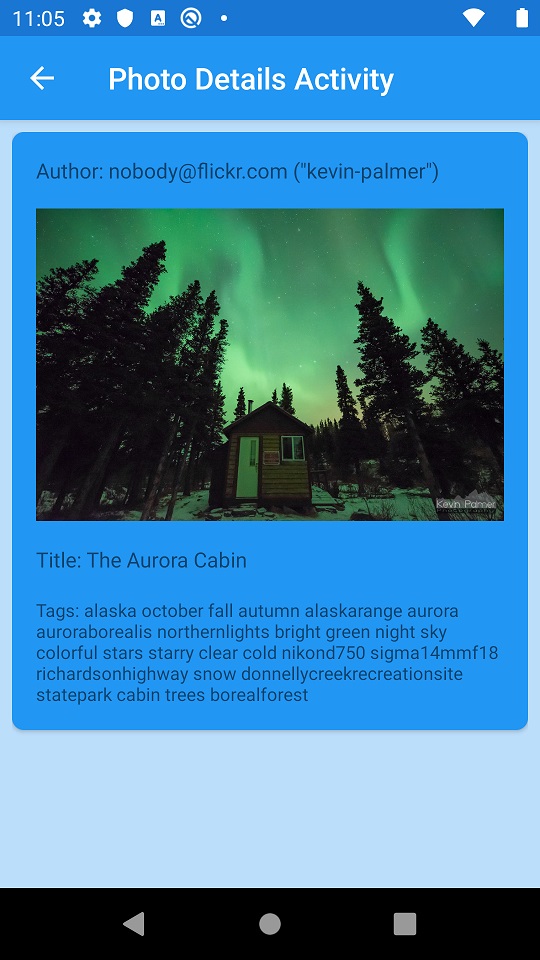 11:05
Photo Details Activity
Author: nobody@flickr.com ("kevin-palmer")
Kevin Palmer
Title: The Aurora Cabin
Tags: alaska october fall autumn alaskarange aurora
auroraborealis northernlights bright green night sky
colorful stars starry clear cold nikond750 sigma14mmf18
richardsonhighway snow donnellycreekrecreationsite
statepark cabin trees borealforest